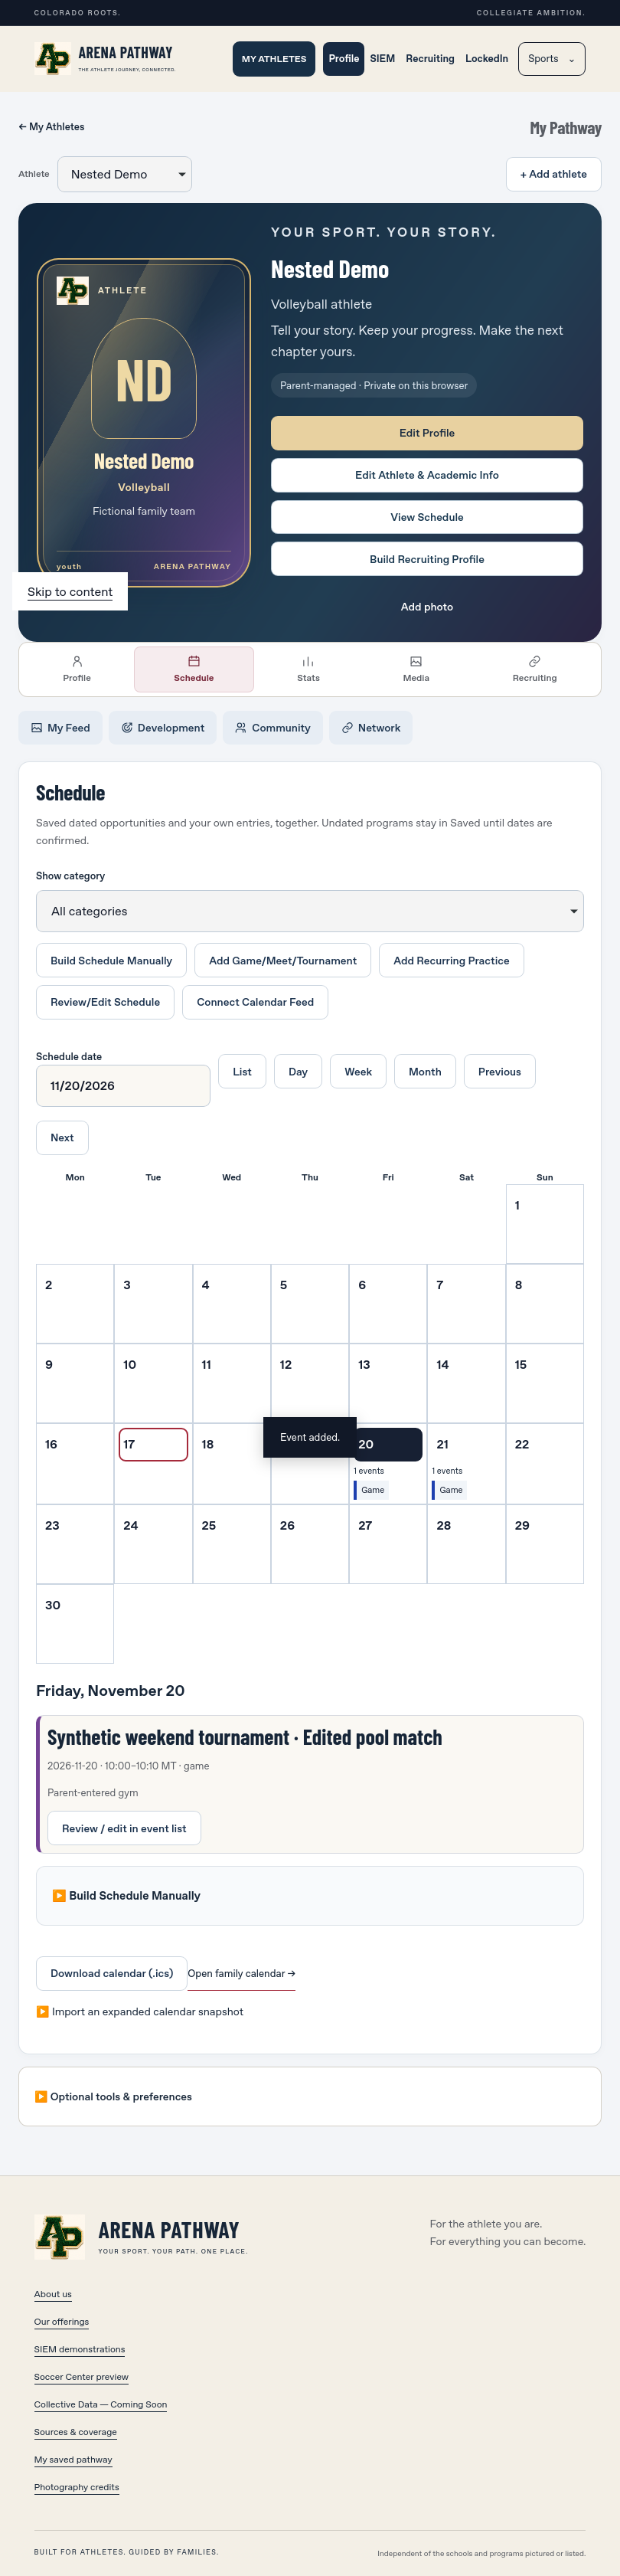 COLORADO ROOTS.
COLLEGIATE AMBITION.
AP
ARENA PATHWAY
THE ATHLETE JOURNEY, CONNECTED.
MY ATHLETES
Profile
SIEM
Recruiting
LockedIn
Sports
← My Athletes
My Pathway
Athlete
Nested Demo
+ Add athlete
AP
ATHLETE
ND
Nested Demo
Volleyball
Fictional family team
youth
ARENA PATHWAY
YOUR SPORT. YOUR STORY.
Nested Demo
Volleyball athlete
Tell your story. Keep your progress. Make the next
chapter yours.
Parent-managed · Private on this browser
Edit Profile
Edit Athlete & Academic Info
View Schedule
Build Recruiting Profile
Add photo
Skip to content
Profile
Schedule
Stats
Media
Recruiting
My Feed
Development
Community
Network
Schedule
Saved dated opportunities and your own entries, together. Undated programs stay in Saved until dates are
confirmed.
Show category
All categories
Build Schedule Manually
Add Game/Meet/Tournament
Add Recurring Practice
Review/Edit Schedule
Connect Calendar Feed
Schedule date
11/20/2026
List
Day
Week
Month
Previous
Next
Mon Tue Wed Thu Fri Sat Sun
1
2 3 4 5 6 7 8
9 10 11 12 13 14 15
16 17 18 20 21 22
Event added.
1 events
Game
1 events
Game
23 24 25 26 27 28 29
30
Friday, November 20
Synthetic weekend tournament · Edited pool match
2026-11-20 · 10:00–10:10 MT · game
Parent-entered gym
Review / edit in event list
Build Schedule Manually
Download calendar (.ics)
Open family calendar →
Import an expanded calendar snapshot
Optional tools & preferences
AP
ARENA PATHWAY
YOUR SPORT. YOUR PATH. ONE PLACE.
For the athlete you are.
For everything you can become.
About us
Our offerings
SIEM demonstrations
Soccer Center preview
Collective Data — Coming Soon
Sources & coverage
My saved pathway
Photography credits
BUILT FOR ATHLETES. GUIDED BY FAMILIES.
Independent of the schools and programs pictured or listed.